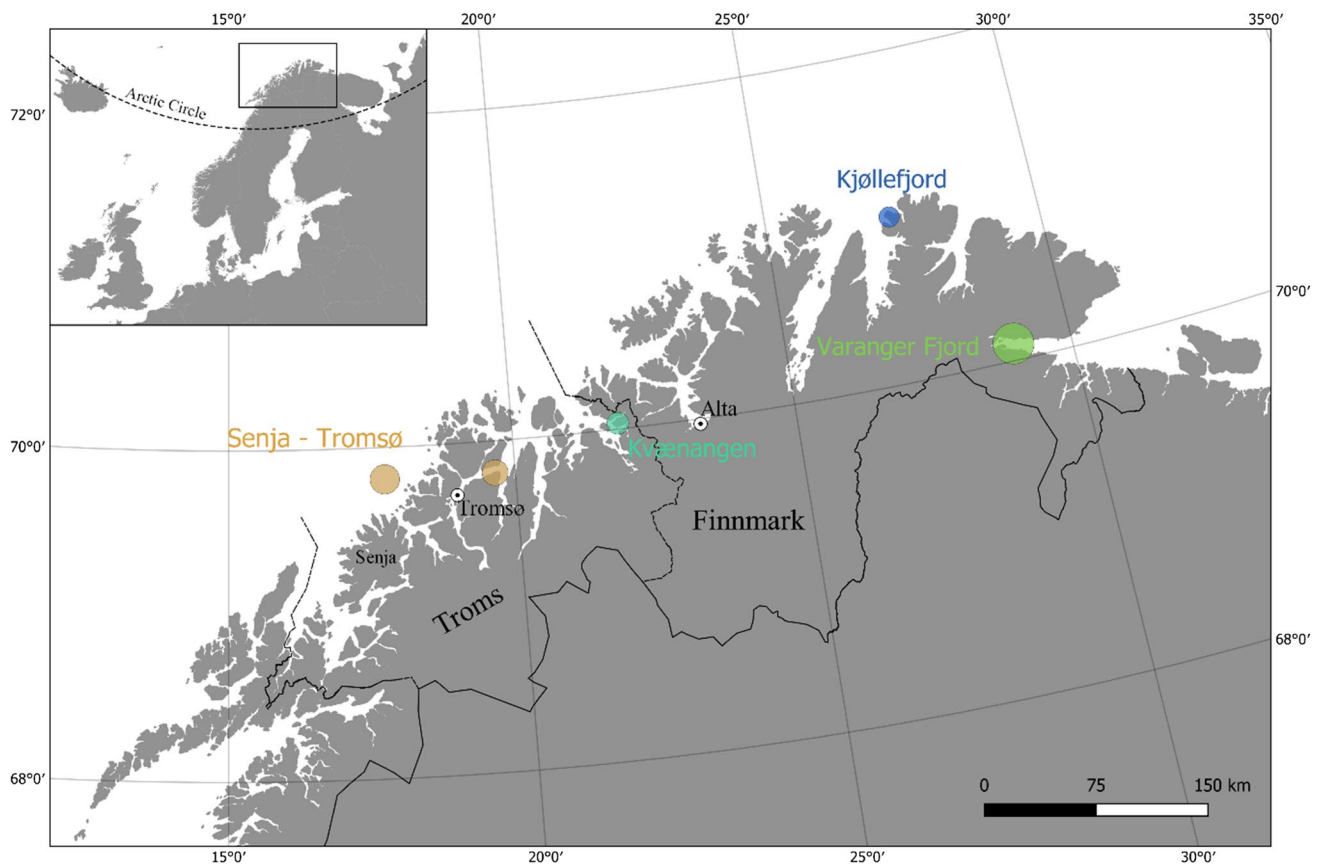 15°0′
20°0′
25°0′
30°0′
35°0′
Arctic Circle
72°0′
Kjøllefjord
70°0′
Varanger Fjord
Alta
Senja - Tromsø
70°0′
Kvænangen
Tromsø
Finnmark
Senja
Troms
68°0′
68°0′
0 75 150 km
15°0′
20°0′
25°0′
30°0′